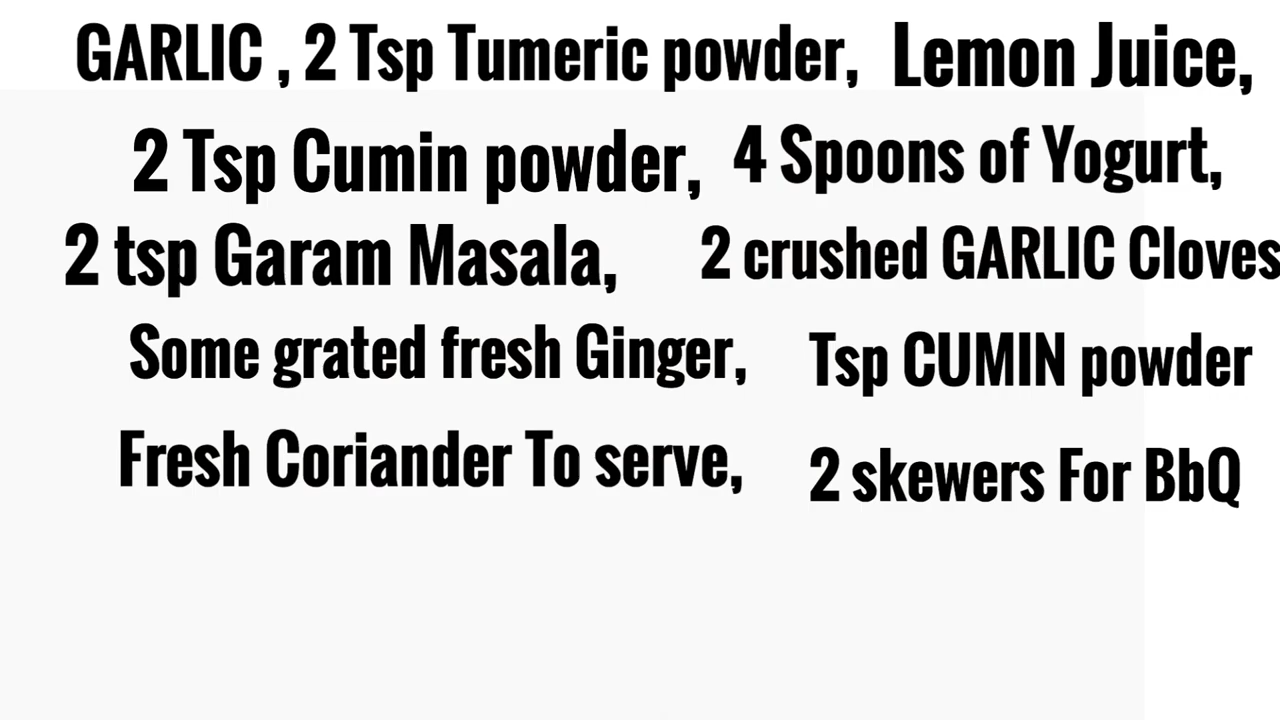 GARLIC , 2 Tsp Tumeric powder, Lemon Juice,
2 Tsp Cumin powder, 4 Spoons of Yogurt,
2 tsp Garam Masala, 2 crushed GARLIC Cloves
Some grated fresh Ginger, Tsp CUMIN powder
Fresh Coriander To serve, 2 skewers For BbQ